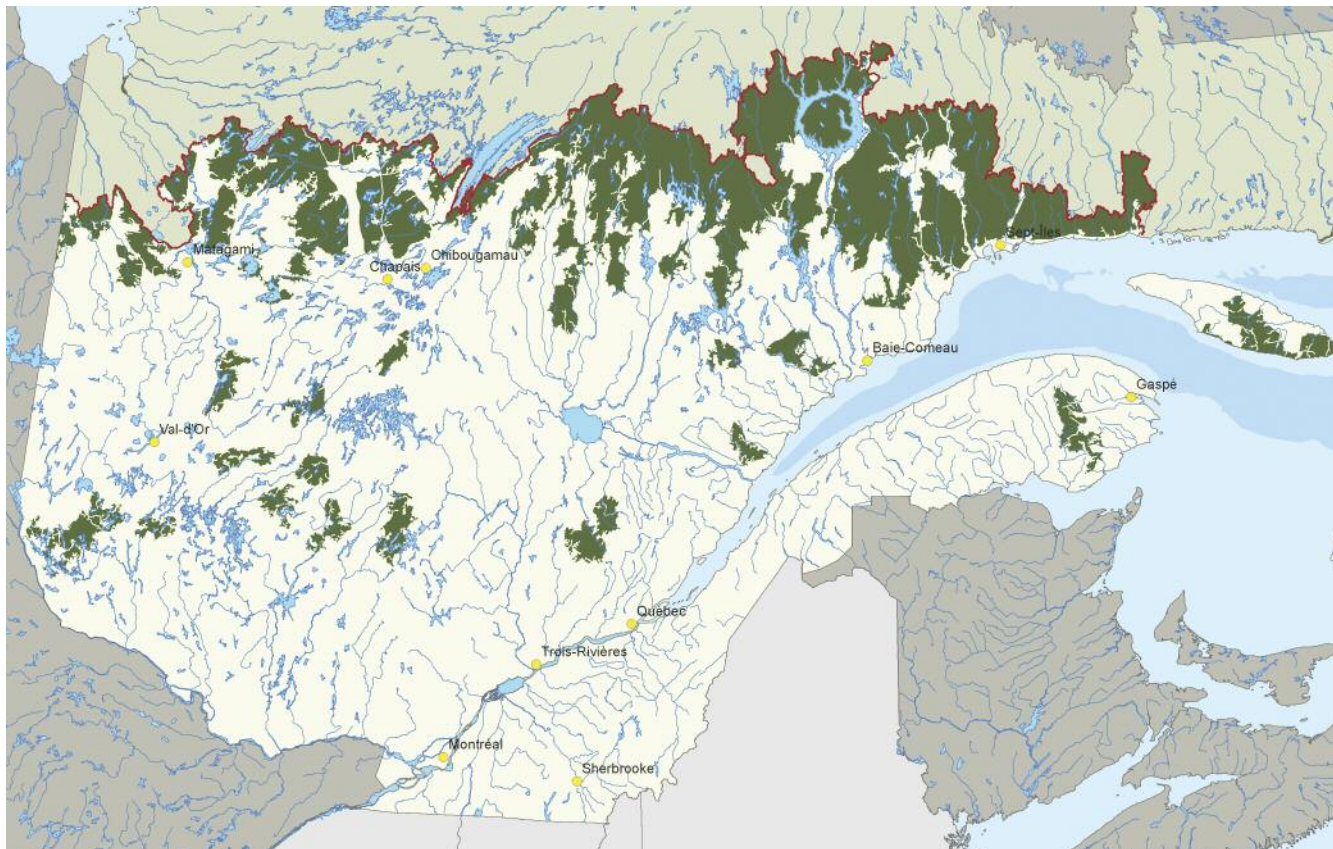 Sept-Îles
Matagami
Chibougamau
Chapais
Baie-Comeau
Gaspé
Val-d'Or
Québec
Trois-Rivières
Montréal
Sherbrooke